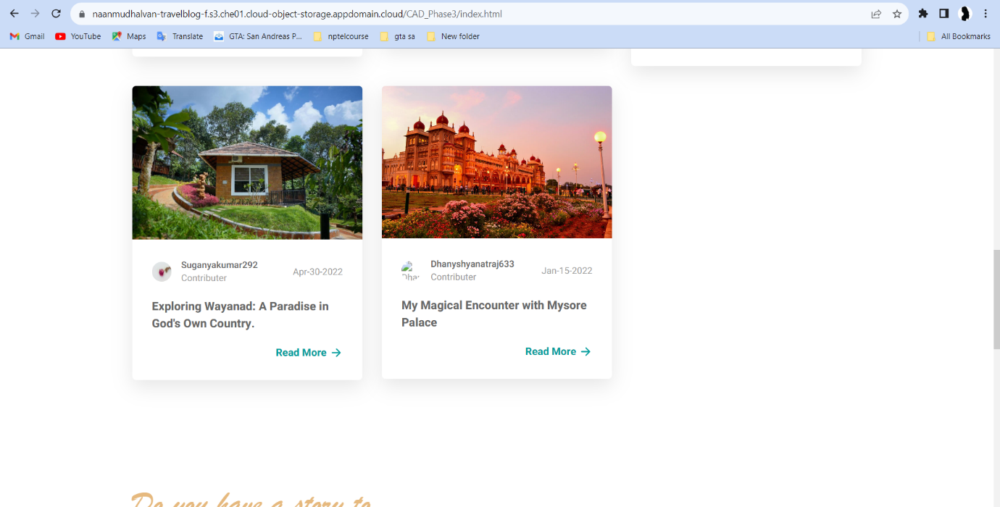 naanmudhalvan-travelblog-f.s3.che01.cloud-object-storage.appdomain.cloud/CAD_Phase3/index.html
Gmail YouTube Maps Translate GTA: San Andreas P... nptelcourse gta sa New folder All Bookmarks
Suganyakumar292
Contributer
Apr-30-2022
Exploring Wayanad: A Paradise in
God's Own Country.
Read More
Dhanyshyanatraj633
Contributer
Jan-15-2022
My Magical Encounter with Mysore
Palace
Read More
Do you have a story to